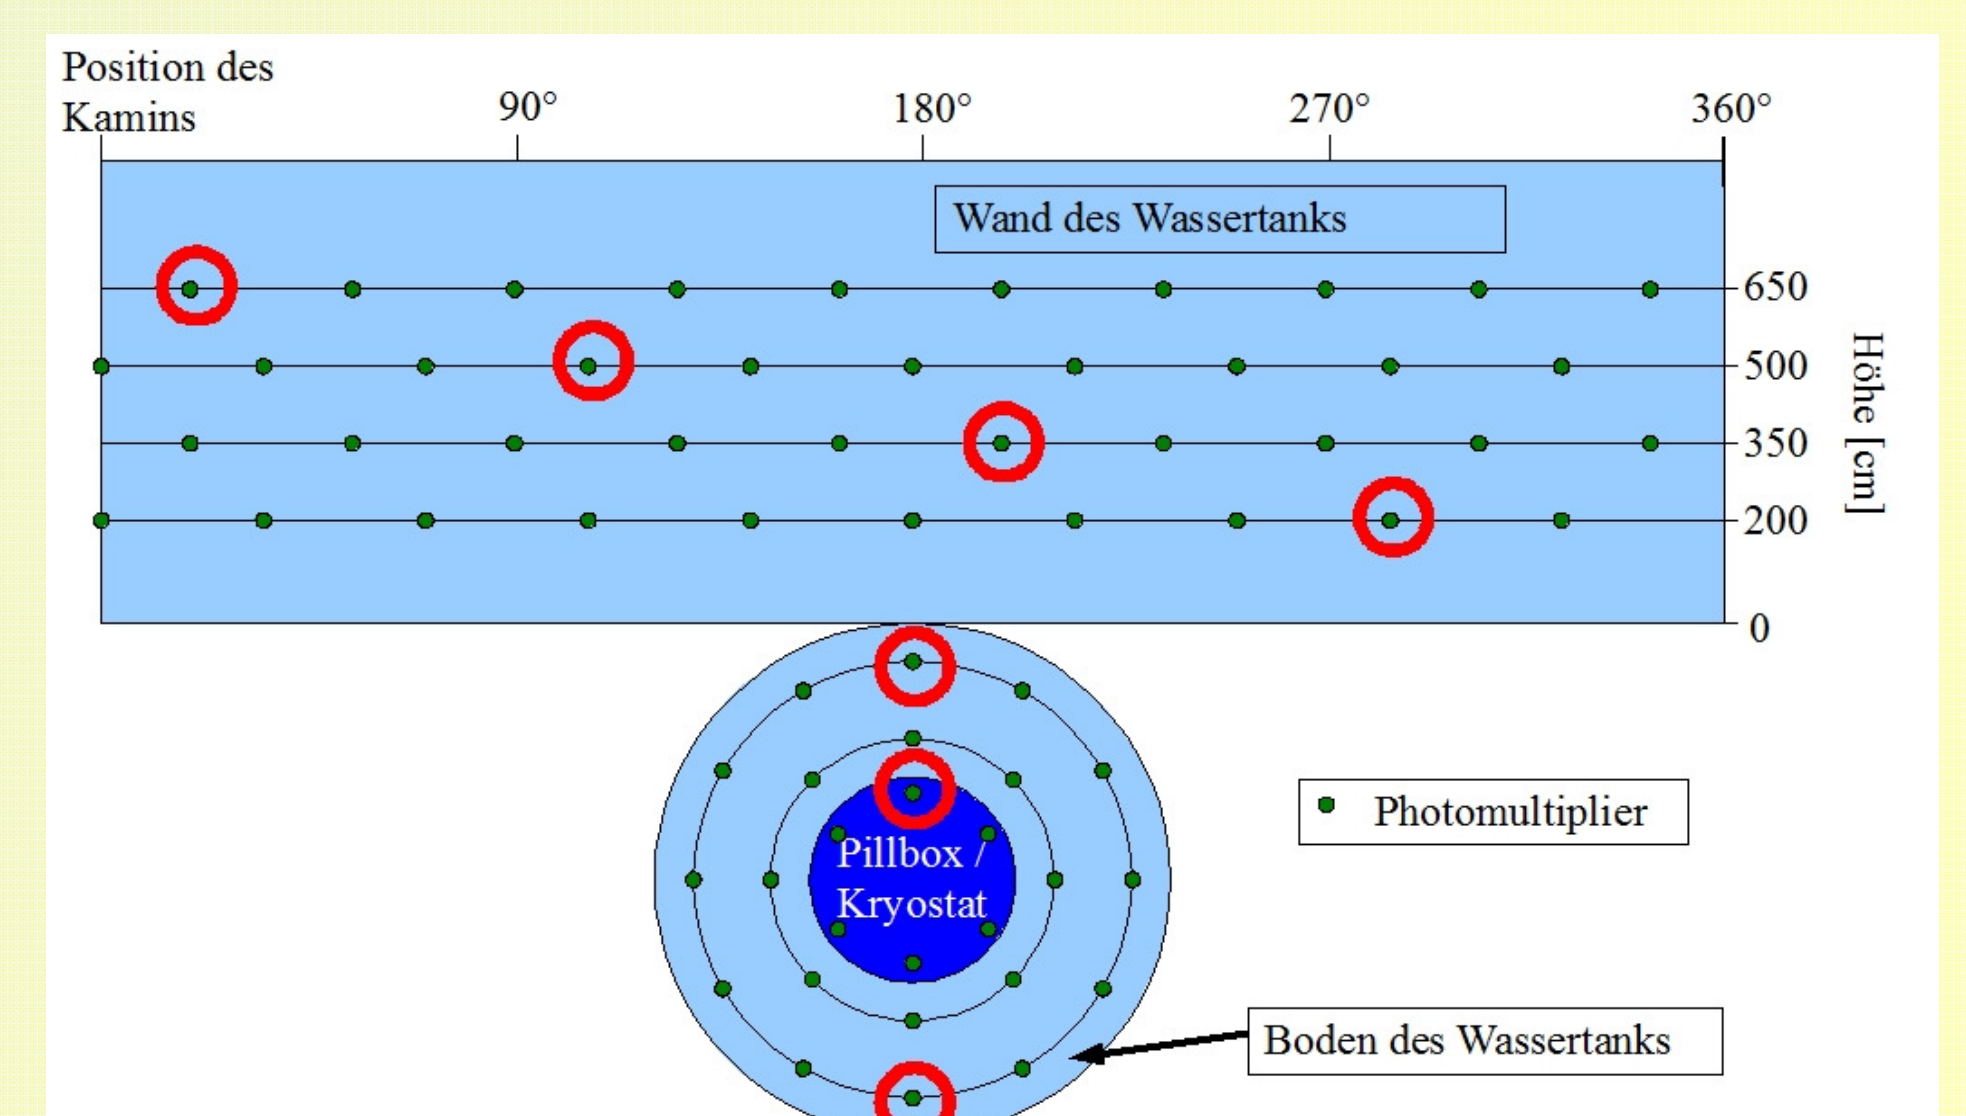 Position des
Kamins
90°
180°
270°
360°
Wand des Wassertanks
650
500
350
200
0
Höhe [cm]
Pillbox /
Kryostat
Photomultiplier
Boden des Wassertanks